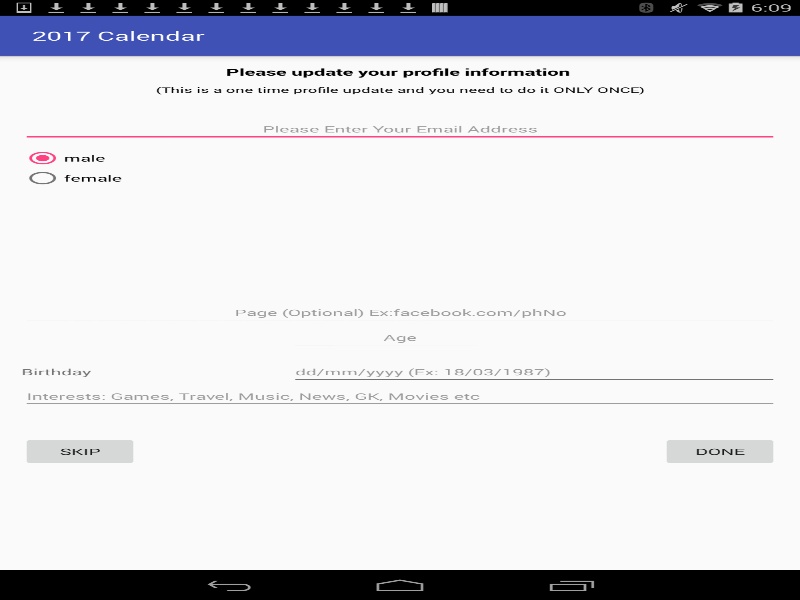 6:09
2017 Calendar
Please update your profile information
(This is a one time profile update and you need to do it ONLY ONCE)
Please Enter Your Email Address
male
female
Page (Optional) Ex:facebook.com/phNo
Age
Birthday dd/mm/yyyy (Ex: 18/03/1987)
Interests: Games, Travel, Music, News, GK, Movies etc
SKIP DONE